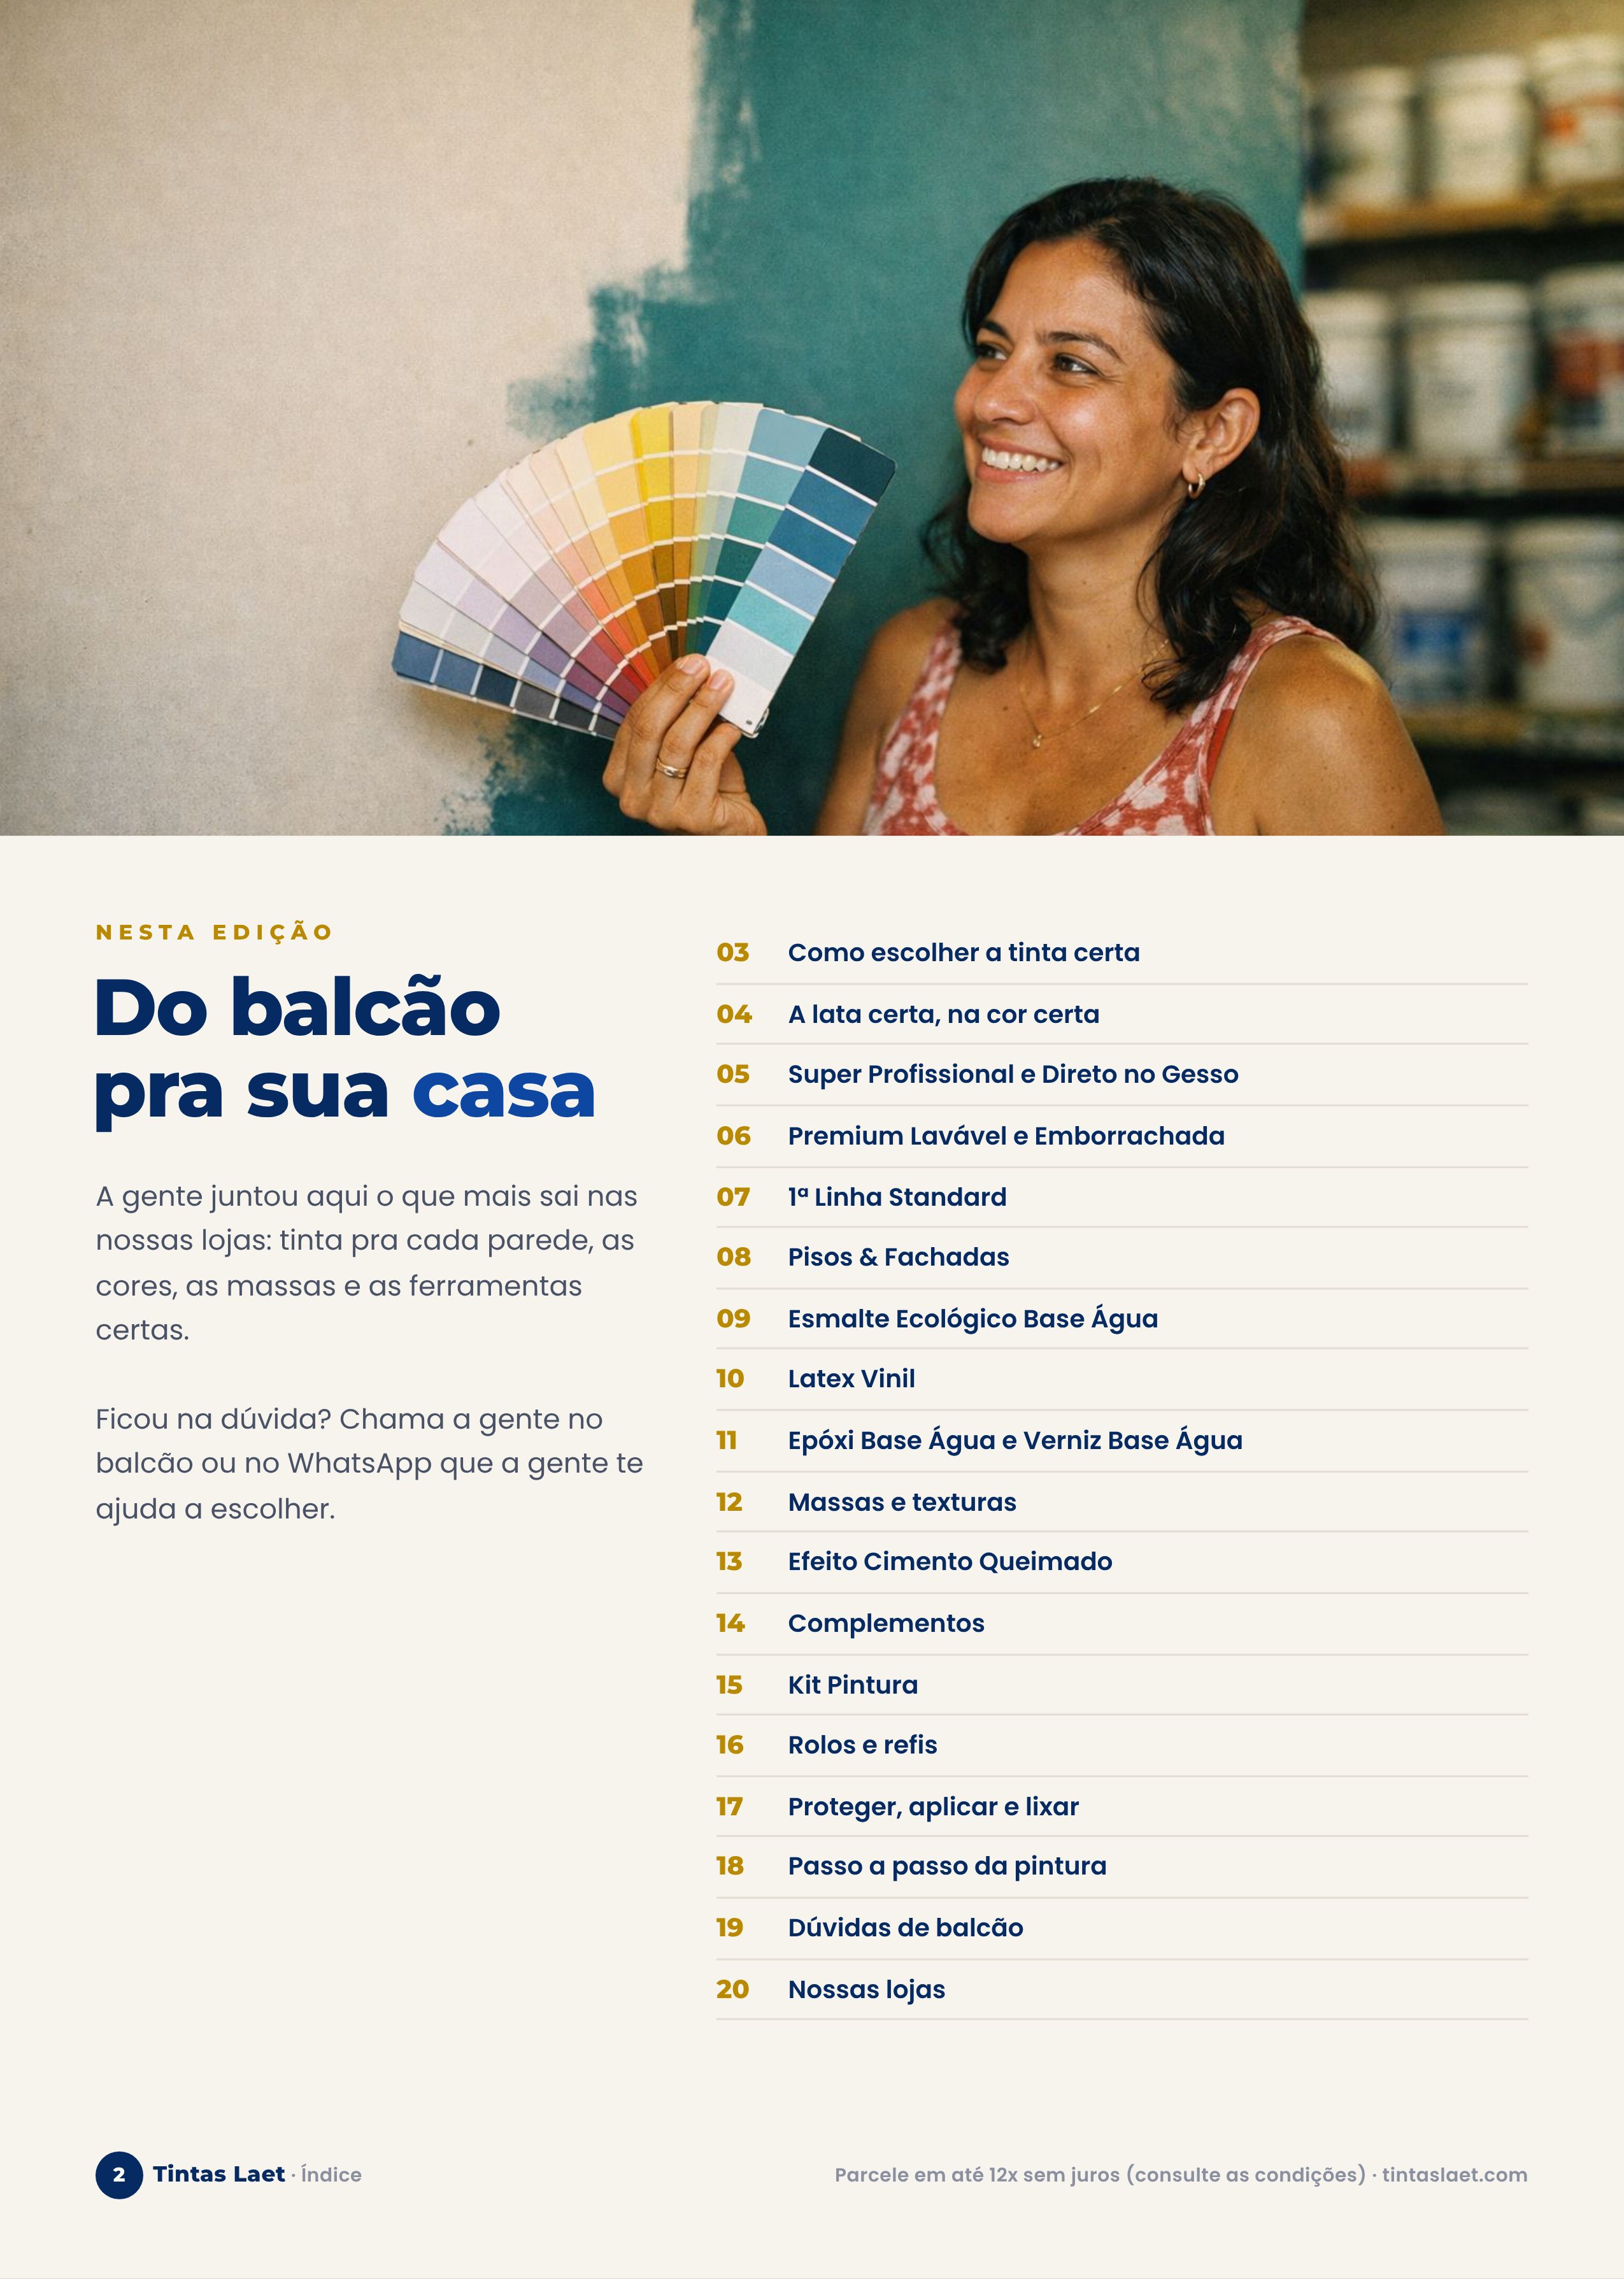 NESTA EDIÇÃO
Do balcão
pra sua casa
A gente juntou aqui o que mais sai nas
nossas lojas: tinta pra cada parede, as
cores, as massas e as ferramentas
certas.
Ficou na dúvida? Chama a gente no
balcão ou no WhatsApp que a gente te
ajuda a escolher.
03 Como escolher a tinta certa
04 A lata certa, na cor certa
05 Super Profissional e Direto no Gesso
06 Premium Lavável e Emborrachada
07 1ª Linha Standard
08 Pisos & Fachadas
09 Esmalte Ecológico Base Água
10 Latex Vinil
11 Epóxi Base Água e Verniz Base Água
12 Massas e texturas
13 Efeito Cimento Queimado
14 Complementos
15 Kit Pintura
16 Rolos e refis
17 Proteger, aplicar e lixar
18 Passo a passo da pintura
19 Dúvidas de balcão
20 Nossas lojas
2 Tintas Laet · Índice
Parcele em até 12x sem juros (consulte as condições) · tintaslaet.com